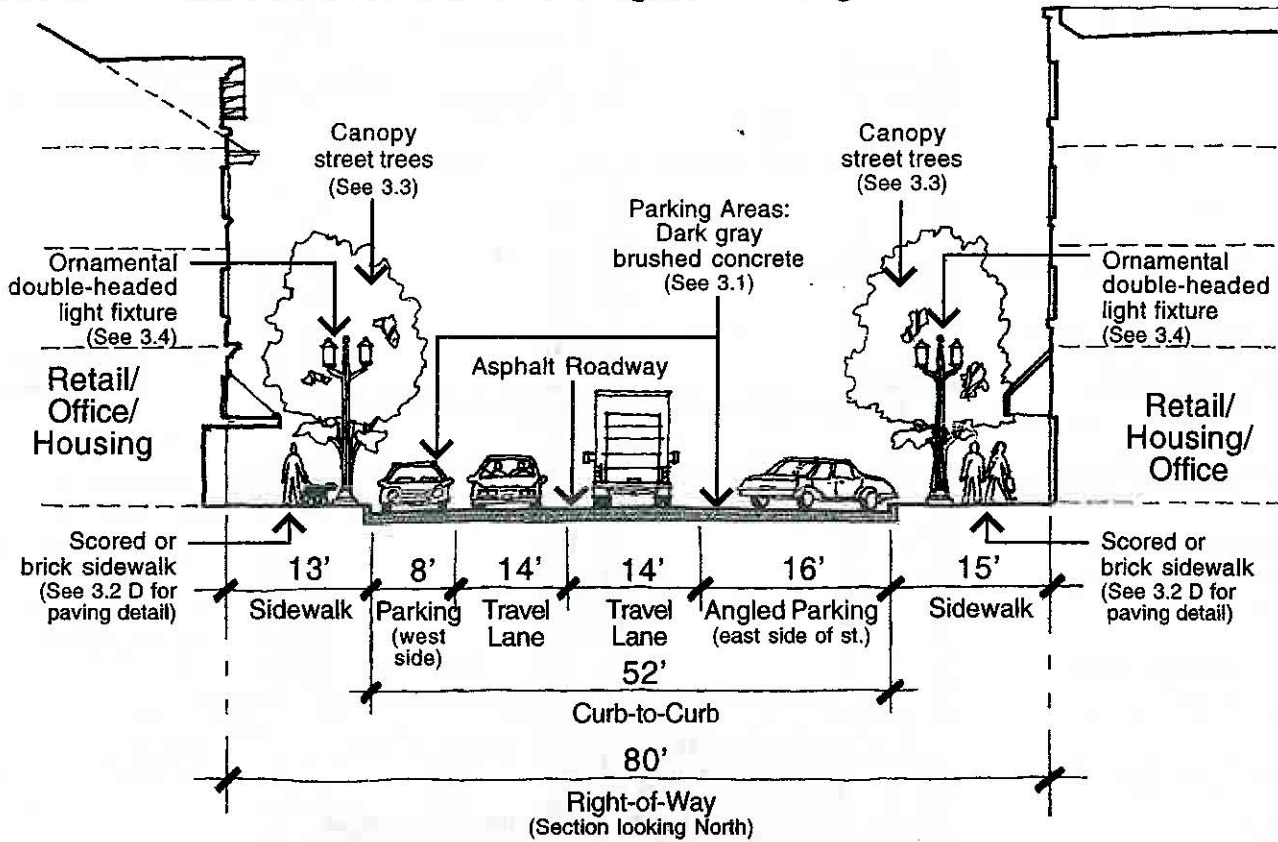 Canopy
street trees
(See 3.3)
Canopy
street trees
(See 3.3)
Parking Areas:
Dark gray
brushed concrete
(See 3.1)
Ornamental
double-headed
light fixture
(See 3.4)
Ornamental
double-headed
light fixture
(See 3.4)
Asphalt Roadway
Retail/
Office/
Housing
Retail/
Housing/
Office
Scored or
brick sidewalk
(See 3.2 D for
paving detail)
13'
Sidewalk
8'
Parking
(west
side)
14'
Travel
Lane
14'
Travel
Lane
16'
Angled Parking
(east side of st.)
15'
Sidewalk
Scored or
brick sidewalk
(See 3.2 D for
paving detail)
52'
Curb-to-Curb
80'
Right-of-Way
(Section looking North)